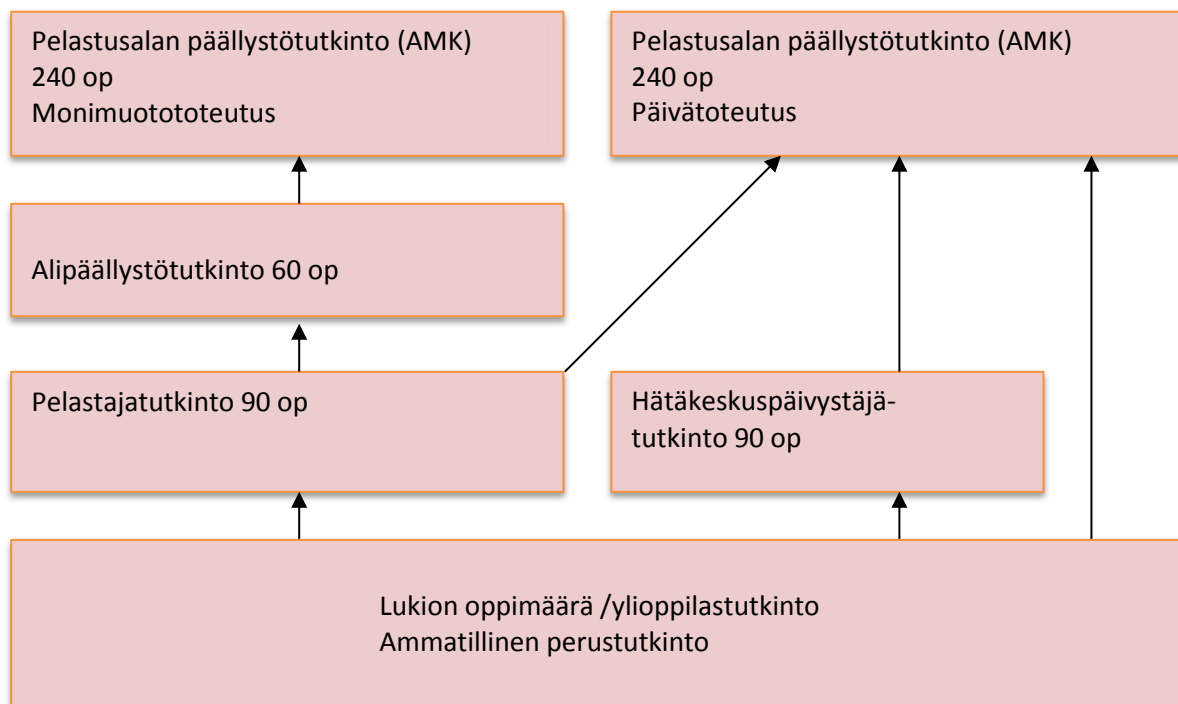 Pelastusalan päällystötutkinto (AMK)
240 op
Monimuotototeutus
Pelastusalan päällystötutkinto (AMK)
240 op
Päivätoteutus
Alipäällystötutkinto 60 op
Pelastajatutkinto 90 op
Hätäkeskuspäivystäjä-
tutkinto 90 op
Lukion oppimäärä /ylioppilastutkinto
Ammatillinen perustutkinto